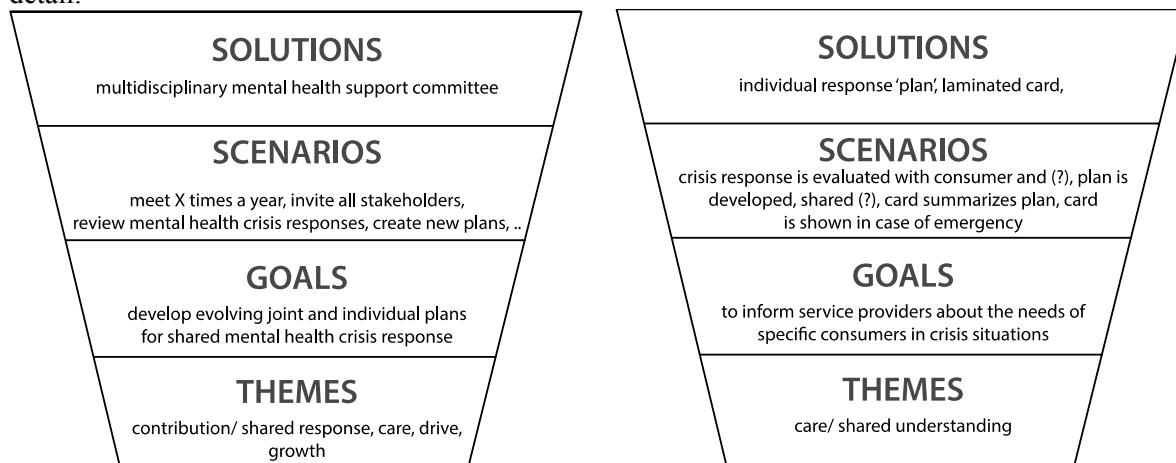 detail.
SOLUTIONS
multidisciplinary mental health support committee
SCENARIOS
meet X times a year, invite all stakeholders,
review mental health crisis responses, create new plans, ..
GOALS
develop evolving joint and individual plans
for shared mental health crisis response
THEMES
contribution/ shared response, care, drive,
growth
SOLUTIONS
individual response ‘plan’, laminated card,
SCENARIOS
crisis response is evaluated with consumer and (?), plan is
developed, shared (?), card summarizes plan, card
is shown in case of emergency
GOALS
to inform service providers about the needs of
specific consumers in crisis situations
THEMES
care/ shared understanding